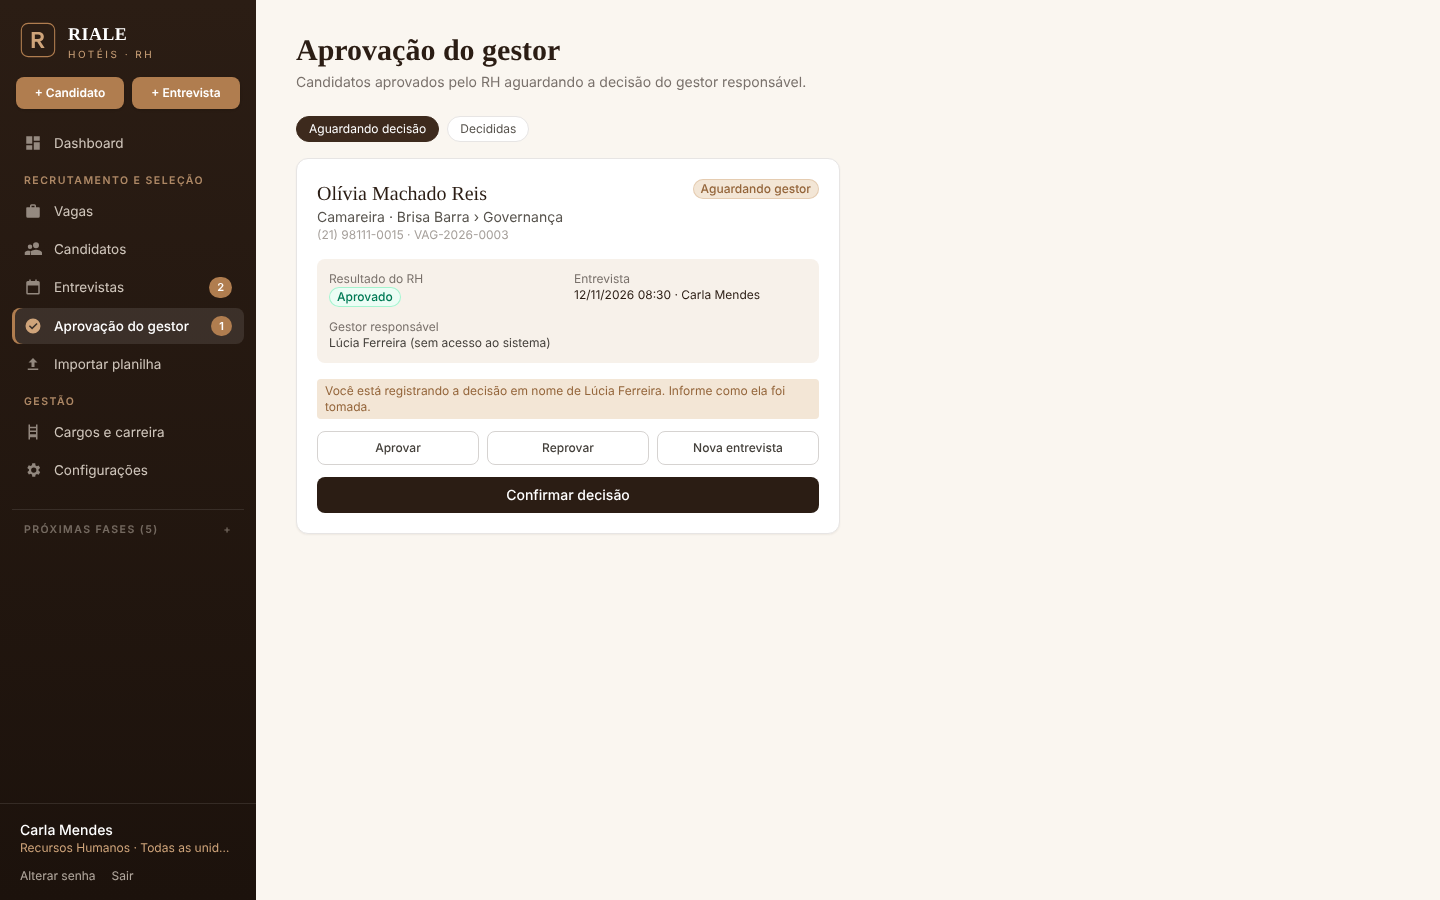 R
RIALE
HOTÉIS · RH
+ Candidato
+ Entrevista
Dashboard
RECRUTAMENTO E SELEÇÃO
Vagas
Candidatos
Entrevistas 2
Aprovação do gestor 1
Importar planilha
GESTÃO
Cargos e carreira
Configurações
PRÓXIMAS FASES (5) +
Carla Mendes
Recursos Humanos · Todas as unid...
Alterar senha Sair
Aprovação do gestor
Candidatos aprovados pelo RH aguardando a decisão do gestor responsável.
Aguardando decisão
Decididas
Olívia Machado Reis
Aguardando gestor
Camareira · Brisa Barra › Governança
(21) 98111-0015 · VAG-2026-0003
Resultado do RH
Aprovado
Entrevista
12/11/2026 08:30 · Carla Mendes
Gestor responsável
Lúcia Ferreira (sem acesso ao sistema)
Você está registrando a decisão em nome de Lúcia Ferreira. Informe como ela foi
tomada.
Aprovar
Reprovar
Nova entrevista
Confirmar decisão